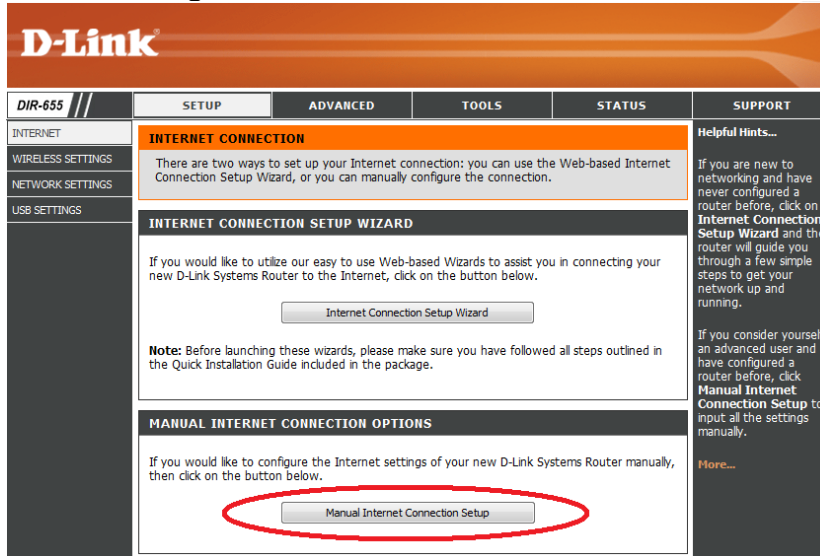 D-Link
DIR-655
SETUP
ADVANCED
TOOLS
STATUS
SUPPORT
INTERNET
WIRELESS SETTINGS
NETWORK SETTINGS
USB SETTINGS
INTERNET CONNECTION
There are two ways to set up your Internet connection: you can use the Web-based Internet
Connection Setup Wizard, or you can manually configure the connection.
INTERNET CONNECTION SETUP WIZARD
If you would like to utilize our easy to use Web-based Wizards to assist you in connecting your
new D-Link Systems Router to the Internet, click on the button below.
Internet Connection Setup Wizard
Note: Before launching these wizards, please make sure you have followed all steps outlined in
the Quick Installation Guide included in the package.
MANUAL INTERNET CONNECTION OPTIONS
If you would like to configure the Internet settings of your new D-Link Systems Router manually,
then click on the button below.
Manual Internet Connection Setup
Helpful Hints...
If you are new to
networking and have
never configured a
router before, click on
Internet Connection
Setup Wizard and the
router will guide you
through a few simple
steps to get your
network up and
running.
If you consider yourself
an advanced user and
have configured a
router before, click
Manual Internet
Connection Setup to
input all the settings
manually.
More...